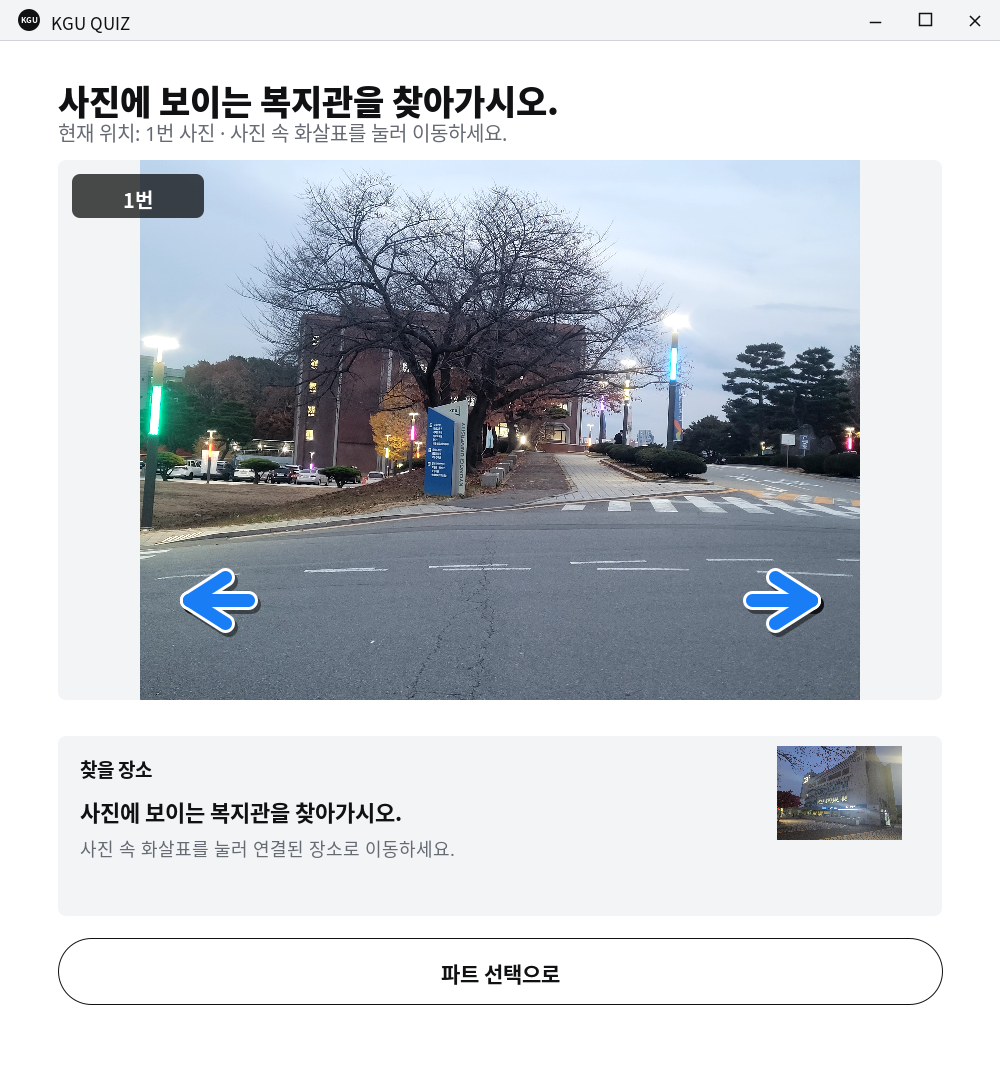 KGU KGU QUIZ
사진에 보이는 복지관을 찾아가시오.
현재 위치: 1번 사진 · 사진 속 화살표를 눌러 이동하세요.
1번
찾을 장소
사진에 보이는 복지관을 찾아가시오.
사진 속 화살표를 눌러 연결된 장소로 이동하세요.
파트 선택으로